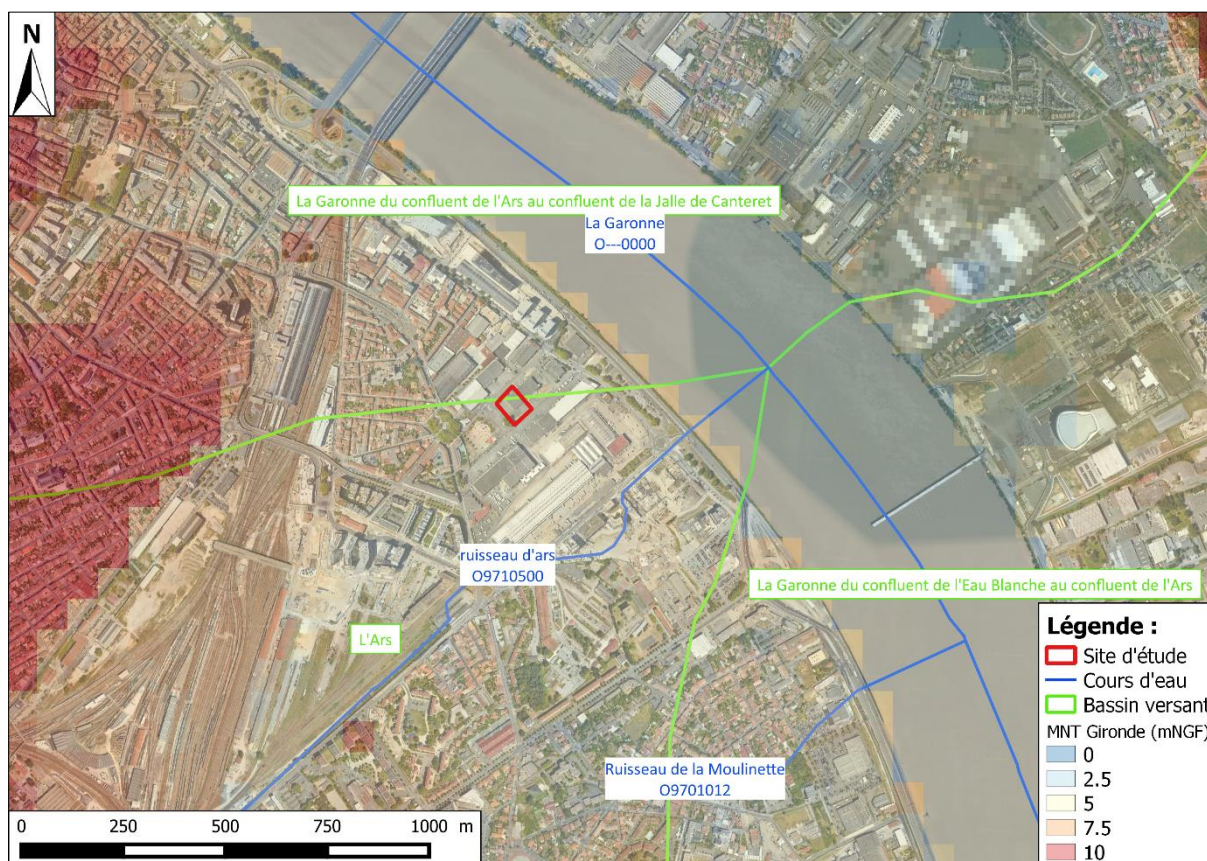 N
La Garonne du confluent de l'Ars au confluent de la Jalle de Canteret
La Garonne
O---0000
ruisseau d'ars
O9710500
La Garonne du confluent de l'Eau Blanche au confluent de l'Ars
L'Ars
Ruisseau de la Moulinette
O9701012
Légende :
Site d'étude
Cours d'eau
Bassin versant
MNT Gironde (mNGF)
0
2.5
5
7.5
10
0 250 500 750 1000 m